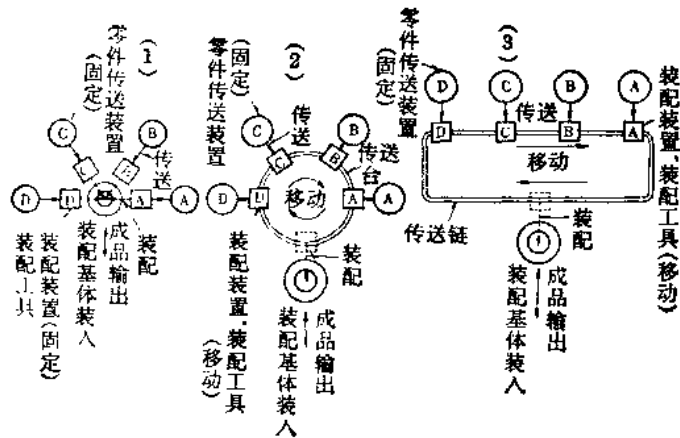 (1)
零件传送装置
(固定)
C
B
C
B
传送
D
D
A
A
装配
成品输出
装配基体装入
装配装置(固定)
装配工具
(2)
零件传送装置
(固定)
C
B
传送
C
B
传送台
D
D
移动
A
A
装配
成品输出
装配基体装入
装配装置、装配工具
(移动)
(3)
零件传送装置
(固定)
D
C
B
A
传送
D
C
B
A
移动
传送链
装配
成品输出
装配基体装入
装配装置、装配工具(移动)